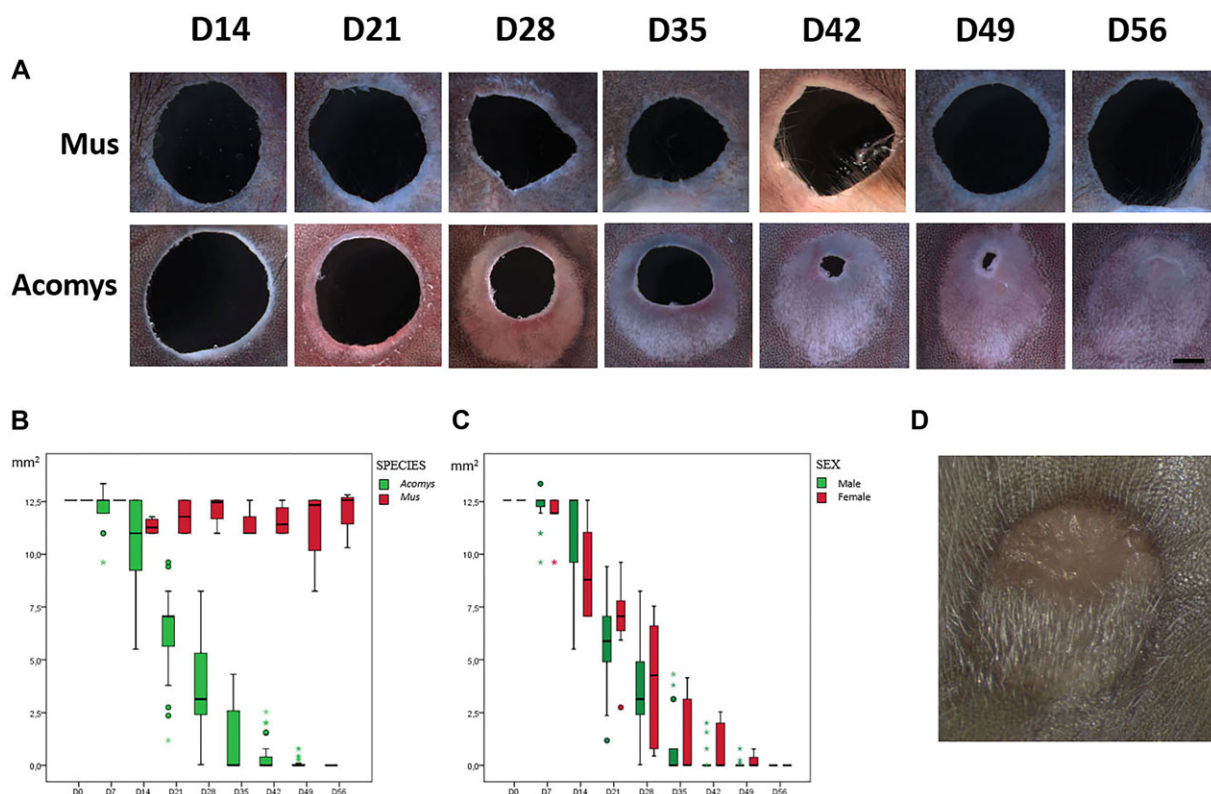 D14 D21 D28 D35 D42 D49 D56
A
Mus
Acomys
B
mm2
SPECIES
Acomys
Mus
12,5
10,0
7,5
5,0
2,5
0,0
D0 D7 D14 D21 D28 D35 D42 D49 D56
C
mm2
SEX
Male
Female
12,5
10,0
7,5
5,0
2,5
0,0
D0 D7 D14 D21 D28 D35 D42 D49 D56
D